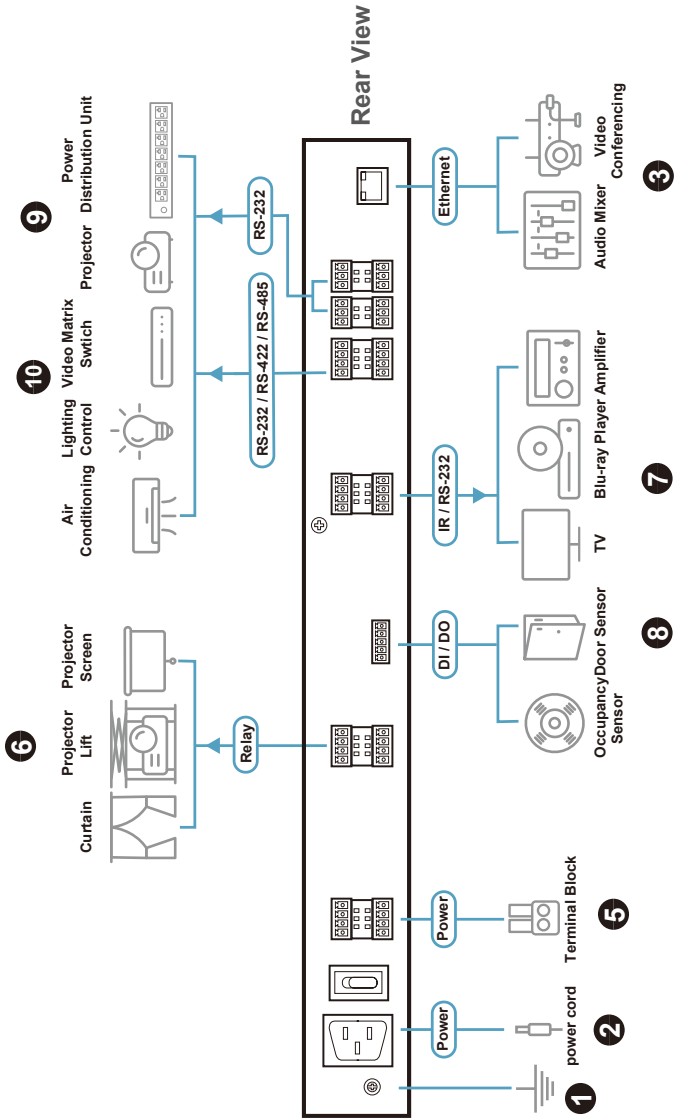 6
10
9
Curtain
Projector
Lift
Projector
Screen
Air
Conditioning
Lighting
Control
Video Matrix
Swtich
Projector
Power
Distribution Unit
Relay
RS-232 / RS-422 / RS-485
RS-232
Rear View
Power
Power
DI / DO
IR / RS-232
Ethernet
power cord
Terminal Block
Occupancy
Sensor
Door Sensor
TV
Blu-ray Player
Amplifier
Audio Mixer
Video
Conferencing
1
2
5
8
7
3